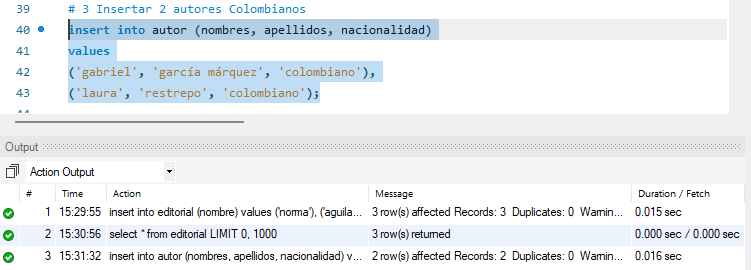 39 # 3 Insertar 2 autores Colombianos
40 insert into autor (nombres, apellidos, nacionalidad)
41 values
42 ('gabriel', 'garcía márquez', 'colombiano'),
43 ('laura', 'restrepo', 'colombiano');
Output
Action Output
# Time Action Message Duration / Fetch
1 15:29:55 insert into editorial (nombre) values ('norma'), ('aguila... 3 row(s) affected Records: 3 Duplicates: 0 Warnin... 0.015 sec
2 15:30:56 select * from editorial LIMIT 0, 1000 3 row(s) returned 0.000 sec / 0.000 sec
3 15:31:32 insert into autor (nombres, apellidos, nacionalidad) v... 2 row(s) affected Records: 2 Duplicates: 0 Warnin... 0.016 sec